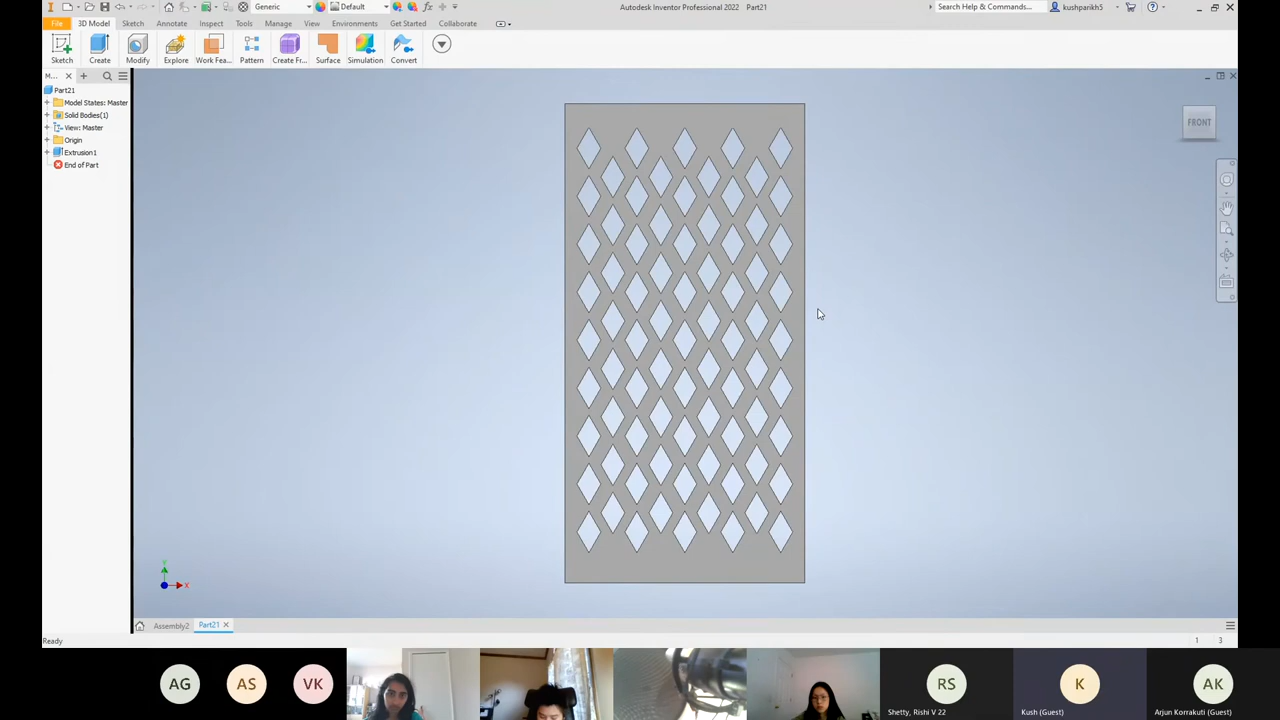 Generic
Default
Autodesk Inventor Professional 2022 Part21
Search Help & Commands...
kushparikh5
File 3D Model Sketch Annotate Inspect Tools Manage View Environments Get Started Collaborate
Sketch Create Modify Explore Work Fea... Pattern Create Fr... Surface Simulation Convert
M...
Part21
Model States: Master
Solid Bodies(1)
View: Master
Origin
Extrusion1
End of Part
FRONT
Y
X
Assembly2 Part21
Ready
1 3
AG AS VK RS K AK
Shetty, Rishi V 22 Kush (Guest) Arjun Korrakuti (Guest)